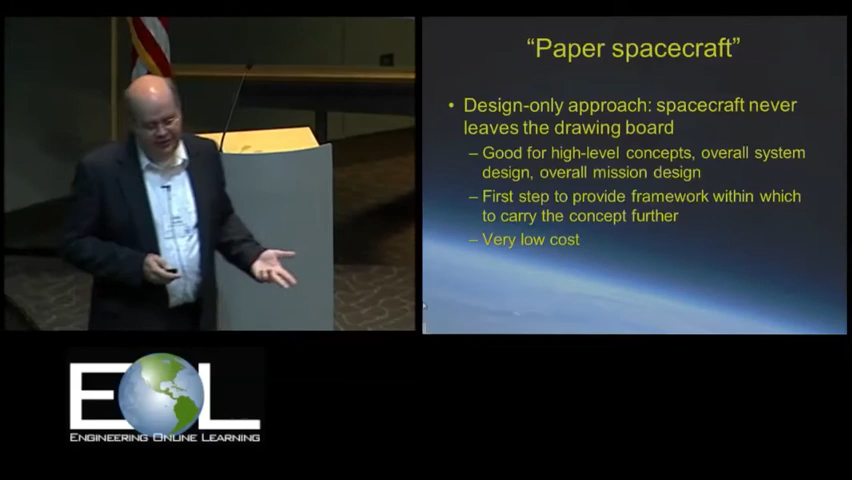 “Paper spacecraft”
• Design-only approach: spacecraft never
leaves the drawing board
– Good for high-level concepts, overall system
design, overall mission design
– First step to provide framework within which
to carry the concept further
– Very low cost
EOL
ENGINEERING ONLINE LEARNING